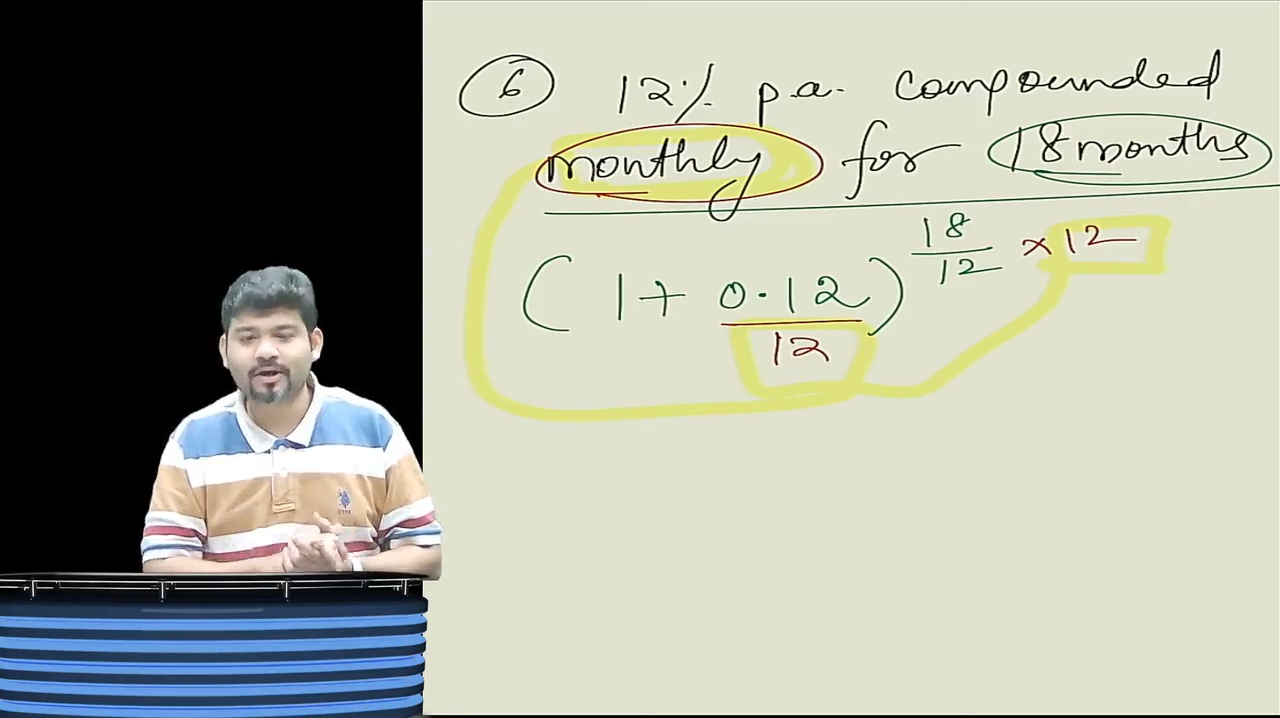 6 12% p.a. compounded
monthly for 18 months
(1 + 0.12/12)^(18/12 × 12)